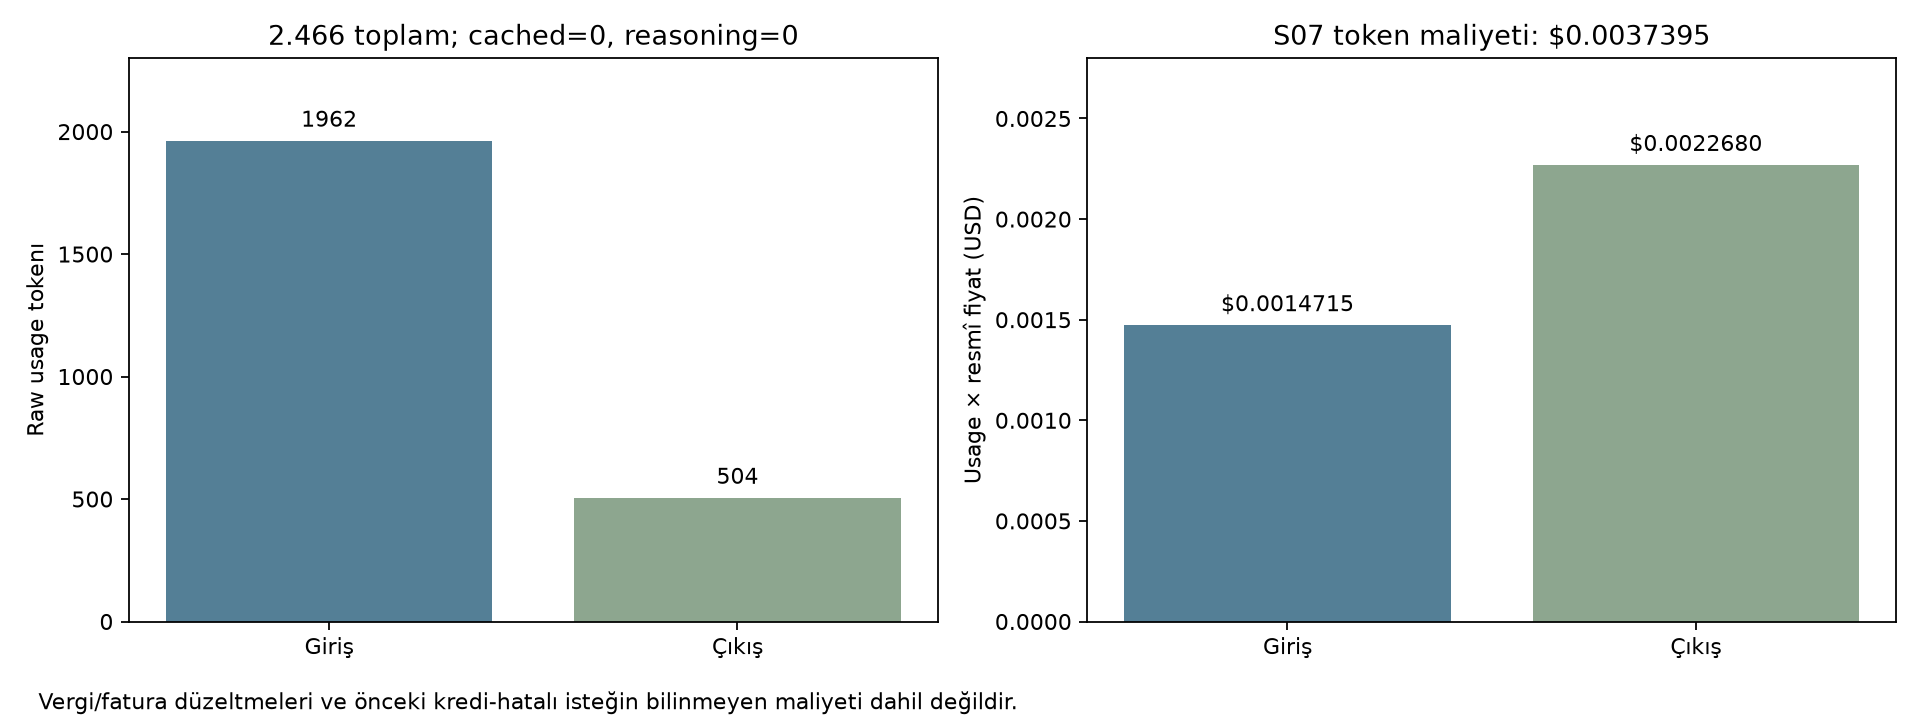 2.466 toplam; cached=0, reasoning=0
Raw usage tokenı
2000
1500
1000
500
0
1962
504
Giriş
Çıkış
S07 token maliyeti: $0.0037395
Usage × resmî fiyat (USD)
0.0025
0.0020
0.0015
0.0010
0.0005
0.0000
$0.0014715
$0.0022680
Giriş
Çıkış
Vergi/fatura düzeltmeleri ve önceki kredi-hatalı isteğin bilinmeyen maliyeti dahil değildir.